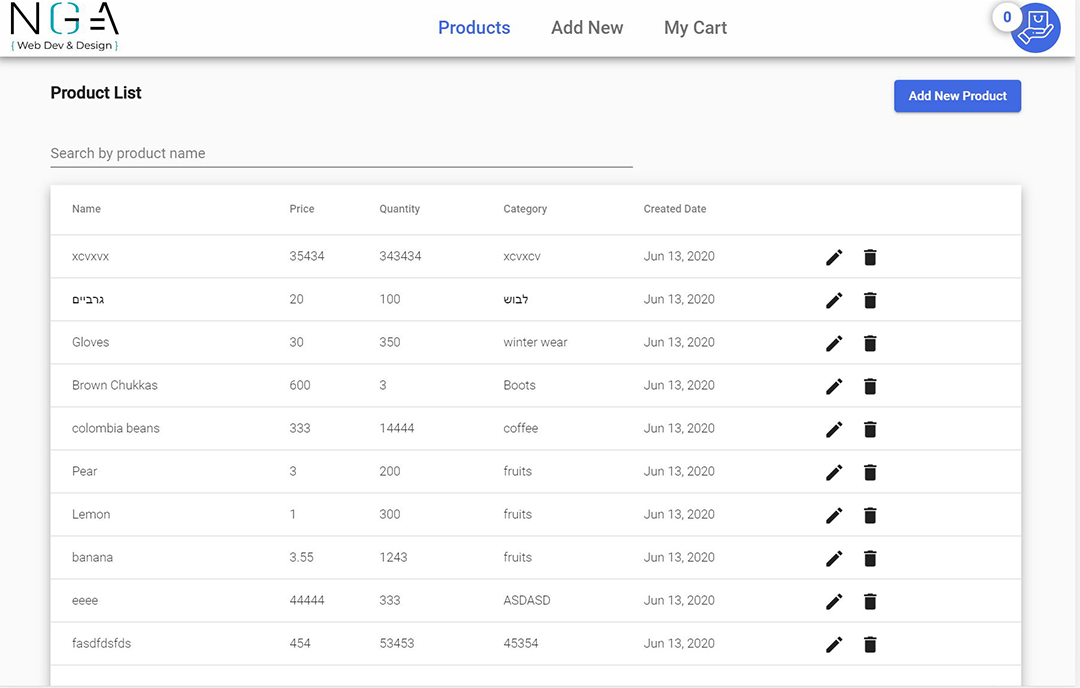 NGA
{ Web Dev & Design }
Products Add New My Cart
0
Product List
Add New Product
Search by product name
Name Price Quantity Category Created Date
xcvxvx 35434 343434 xcvxcv Jun 13, 2020
גרביים 20 100 לבוש Jun 13, 2020
Gloves 30 350 winter wear Jun 13, 2020
Brown Chukkas 600 3 Boots Jun 13, 2020
colombia beans 333 14444 coffee Jun 13, 2020
Pear 3 200 fruits Jun 13, 2020
Lemon 1 300 fruits Jun 13, 2020
banana 3.55 1243 fruits Jun 13, 2020
eeee 44444 333 ASDASD Jun 13, 2020
fasdfdsfds 454 53453 45354 Jun 13, 2020